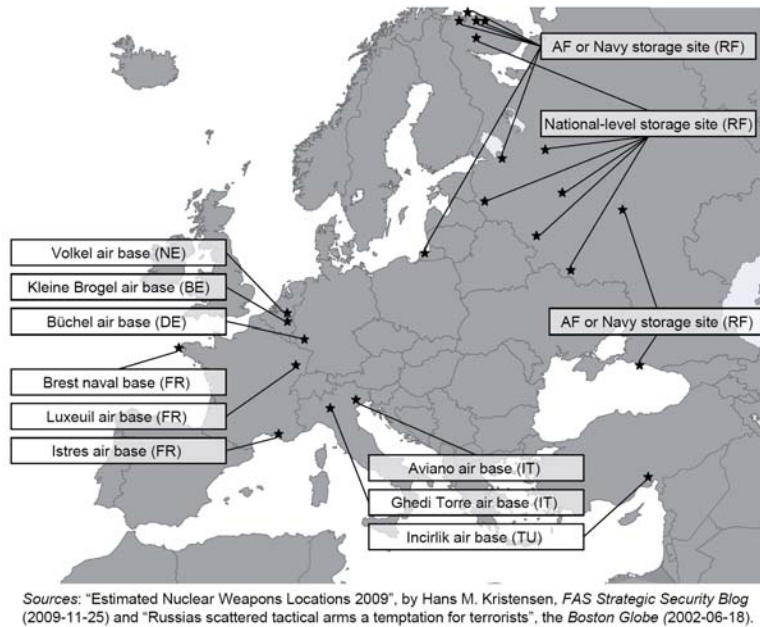 AF or Navy storage site (RF)
National-level storage site (RF)
Volkel air base (NE)
Kleine Brogel air base (BE)
Büchel air base (DE)
AF or Navy storage site (RF)
Brest naval base (FR)
Luxeuil air base (FR)
Istres air base (FR)
Aviano air base (IT)
Ghedi Torre air base (IT)
Incirlik air base (TU)
Sources: “Estimated Nuclear Weapons Locations 2009”, by Hans M. Kristensen, FAS Strategic Security Blog
(2009-11-25) and “Russias scattered tactical arms a temptation for terrorists”, the Boston Globe (2002-06-18).